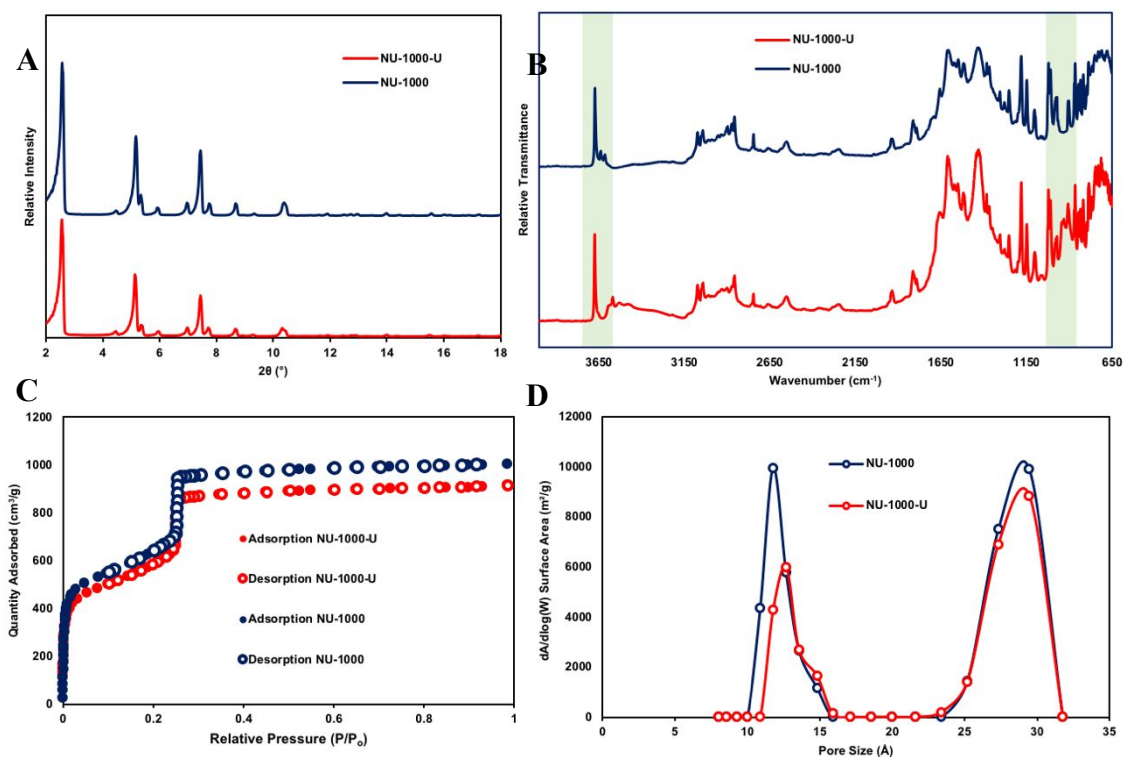 A
NU-1000-U
NU-1000
Relative Intensity
2 4 6 8 10 12 14 16 18
2θ (°)
B
NU-1000-U
NU-1000
Relative Transmittance
3650 3150 2650 2150 1650 1150 650
Wavenumber (cm⁻¹)
C
1200
1000
800
600
400
200
0
Quantity Adsorbed (cm³/g)
Adsorption NU-1000-U
Desorption NU-1000-U
Adsorption NU-1000
Desorption NU-1000
0 0.2 0.4 0.6 0.8 1
Relative Pressure (P/Pₒ)
D
12000
10000
8000
6000
4000
2000
0
dA/dlog(W) Surface Area (m²/g)
NU-1000
NU-1000-U
0 5 10 15 20 25 30 35
Pore Size (Å)